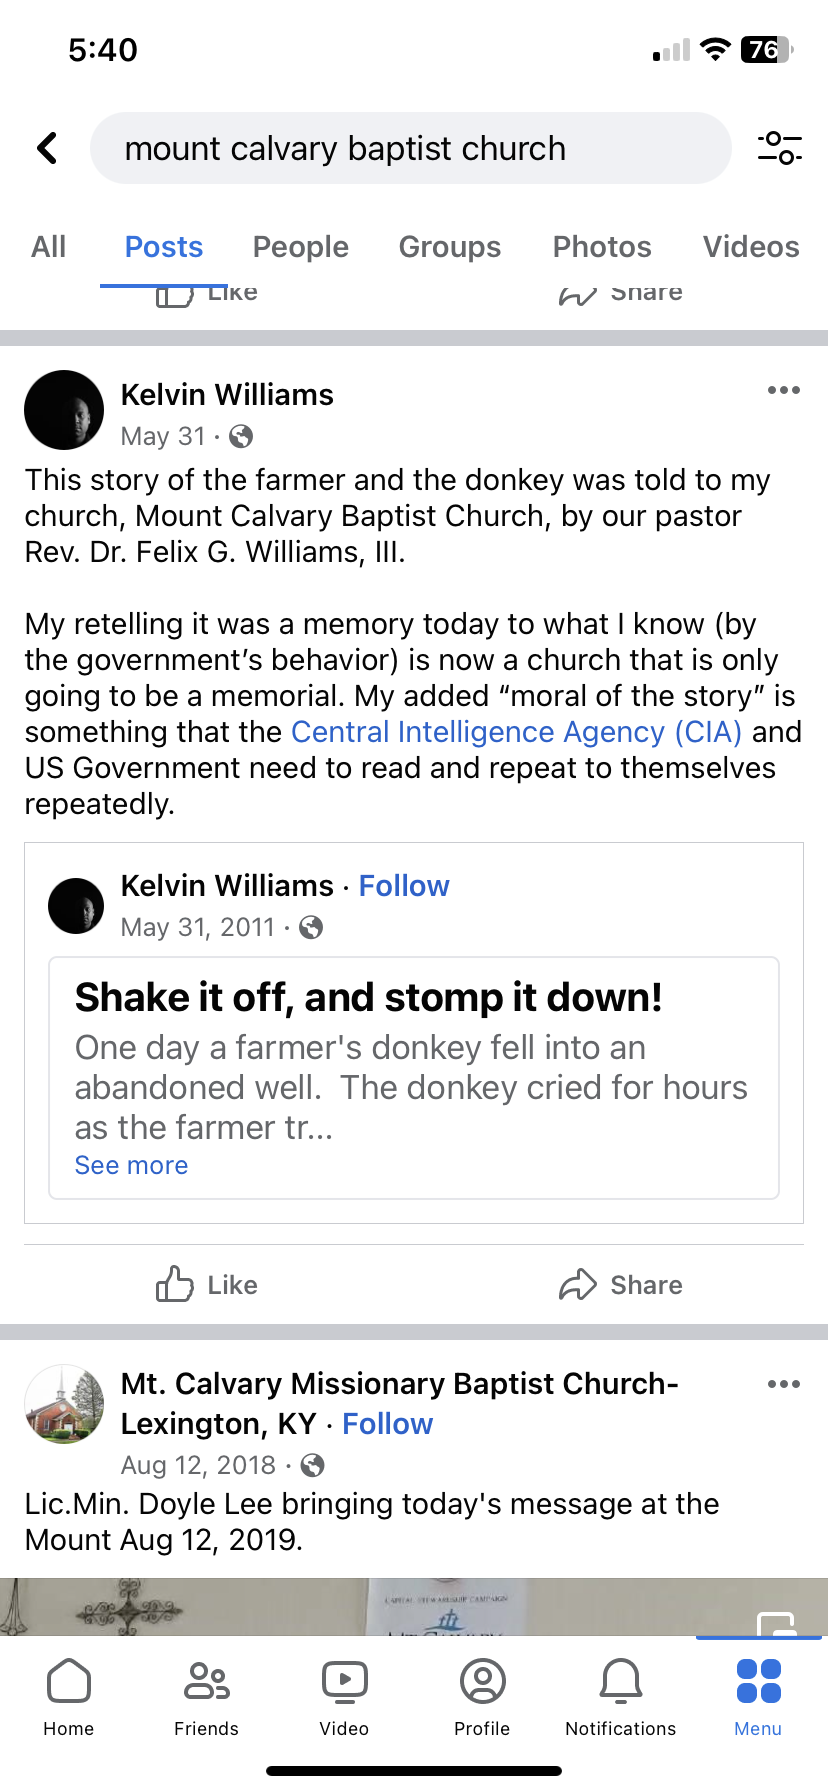 5:40
76
mount calvary baptist church
All Posts People Groups Photos Videos
Like Share
Kelvin Williams
May 31 ·
This story of the farmer and the donkey was told to my
church, Mount Calvary Baptist Church, by our pastor
Rev. Dr. Felix G. Williams, III.
My retelling it was a memory today to what I know (by
the government’s behavior) is now a church that is only
going to be a memorial. My added “moral of the story” is
something that the Central Intelligence Agency (CIA) and
US Government need to read and repeat to themselves
repeatedly.
Kelvin Williams · Follow
May 31, 2011 ·
Shake it off, and stomp it down!
One day a farmer's donkey fell into an
abandoned well.  The donkey cried for hours
as the farmer tr...
See more
Like Share
Mt. Calvary Missionary Baptist Church-
Lexington, KY · Follow
Aug 12, 2018 ·
Lic.Min. Doyle Lee bringing today's message at the
Mount Aug 12, 2019.
CAPITAL STEWARDSHIP CAMPAIGN
Home Friends Video Profile Notifications Menu